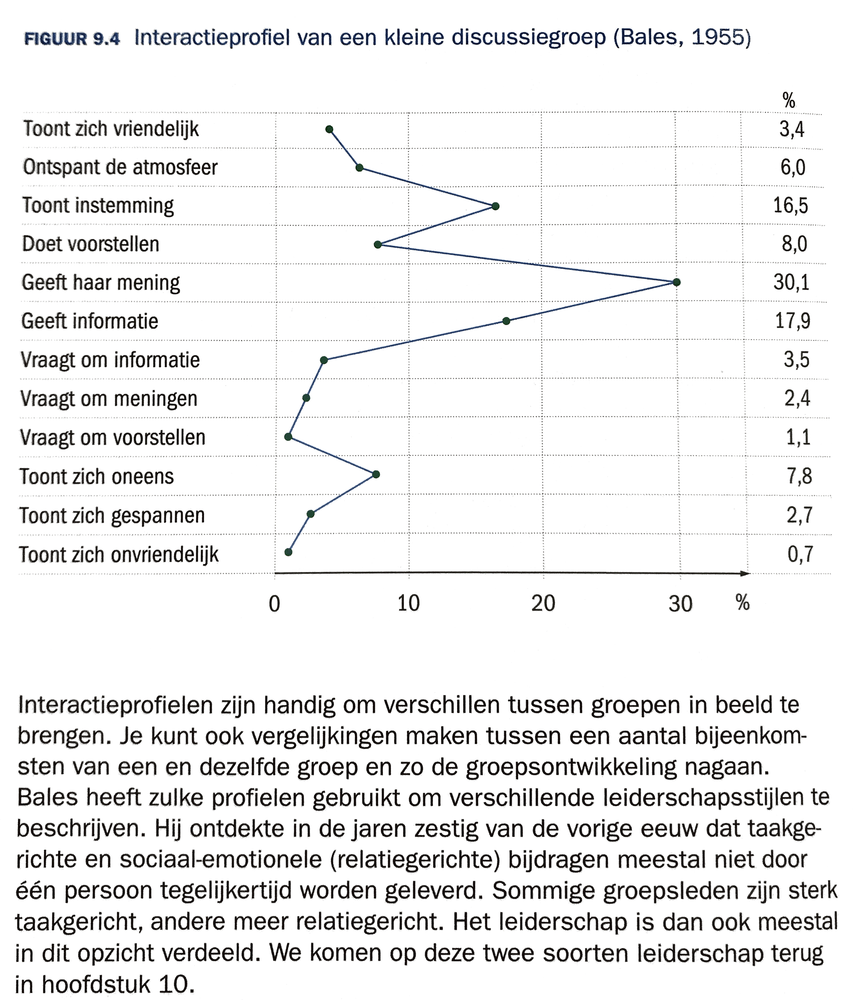 FIGUUR 9.4 Interactieprofiel van een kleine discussiegroep (Bales, 1955)
%
Toont zich vriendelijk 3,4
Ontspant de atmosfeer 6,0
Toont instemming 16,5
Doet voorstellen 8,0
Geeft haar mening 30,1
Geeft informatie 17,9
Vraagt om informatie 3,5
Vraagt om meningen 2,4
Vraagt om voorstellen 1,1
Toont zich oneens 7,8
Toont zich gespannen 2,7
Toont zich onvriendelijk 0,7
0 10 20 30 %
Interactieprofielen zijn handig om verschillen tussen groepen in beeld te
brengen. Je kunt ook vergelijkingen maken tussen een aantal bijeenkom-
sten van een en dezelfde groep en zo de groepsontwikkeling nagaan.
Bales heeft zulke profielen gebruikt om verschillende leiderschapsstijlen te
beschrijven. Hij ontdekte in de jaren zestig van de vorige eeuw dat taakge-
richte en sociaal-emotionele (relatiegerichte) bijdragen meestal niet door
één persoon tegelijkertijd worden geleverd. Sommige groepsleden zijn sterk
taakgericht, andere meer relatiegericht. Het leiderschap is dan ook meestal
in dit opzicht verdeeld. We komen op deze twee soorten leiderschap terug
in hoofdstuk 10.